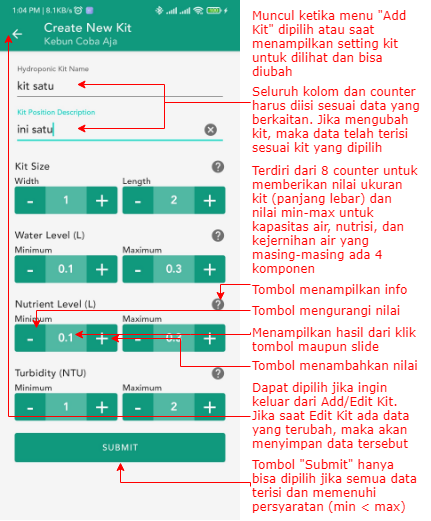 1:04 PM | 8.1KB/s
Create New Kit
Kebun Coba Aja
Hydroponic Kit Name
kit satu
Kit Position Description
ini satu
Kit Size
Width
Length
- 1 +
- 2 +
Water Level (L)
Minimum
Maximum
- 0.1 +
- 0.3 +
Nutrient Level (L)
Minimum
Maximum
- 0.1 +
- +
Turbidity (NTU)
Minimum
Maximum
- 1 +
- 2 +
SUBMIT
Muncul ketika menu "Add
Kit" dipilih atau saat
menampilkan setting kit
untuk dilihat dan bisa
diubah
Seluruh kolom dan counter
harus diisi sesuai data yang
berkaitan. Jika mengubah
kit, maka data telah terisi
sesuai kit yang dipilih
Terdiri dari 8 counter untuk
memberikan nilai ukuran
kit (panjang lebar) dan
nilai min-max untuk
kapasitas air, nutrisi, dan
kejernihan air yang
masing-masing ada 4
komponen
Tombol menampilkan info
Tombol mengurangi nilai
Menampilkan hasil dari klik
tombol maupun slide
Tombol menambahkan nilai
Dapat dipilih jika ingin
keluar dari Add/Edit Kit.
Jika saat Edit Kit ada data
yang terubah, maka akan
menyimpan data tersebut
Tombol "Submit" hanya
bisa dipilih jika semua data
terisi dan memenuhi
persyaratan (min < max)